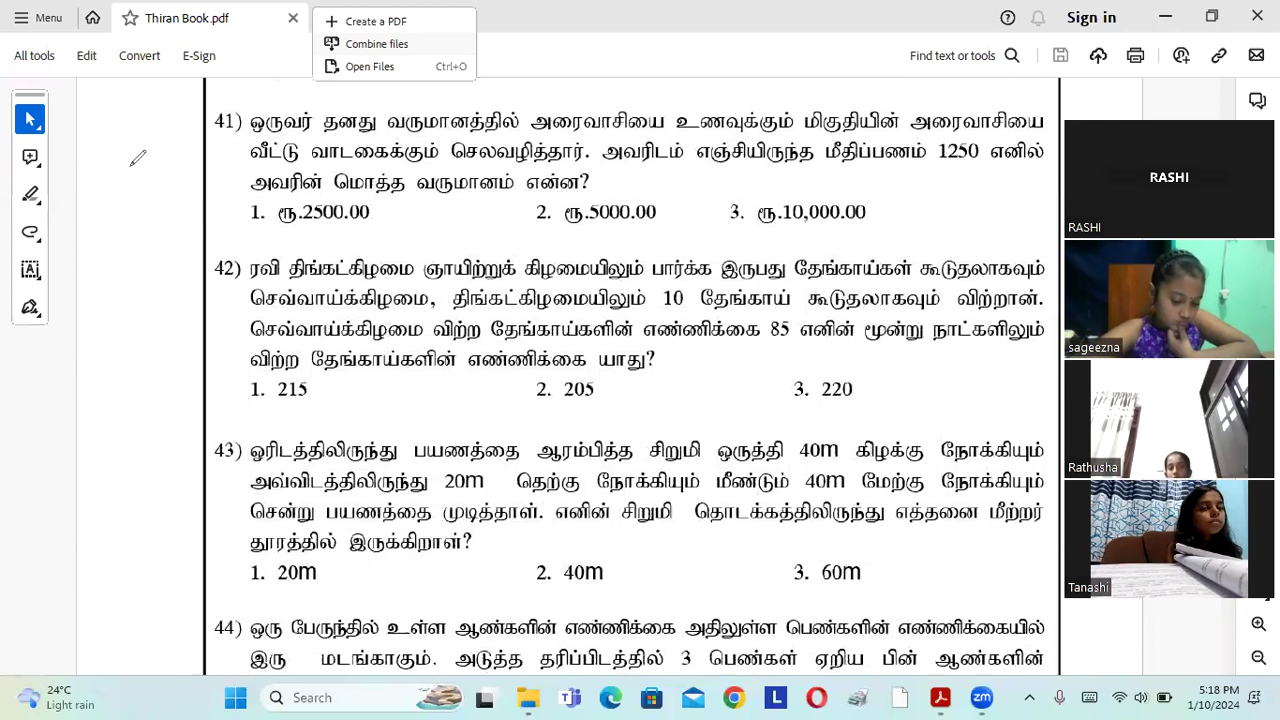 Menu
Thiran Book.pdf
Create a PDF
Combine files
Open Files Ctrl+O
Sign in
All tools Edit Convert E-Sign
Find text or tools
41) ஒருவர் தனது வருமானத்தில் அரைவாசியை உணவுக்கும் மிகுதியின் அரைவாசியை
வீட்டு வாடகைக்கும் செலவழித்தார். அவரிடம் எஞ்சியிருந்த மீதிப்பணம் 1250 எனில்
அவரின் மொத்த வருமானம் என்ன?
1. ரூ.2500.00 2. ரூ.5000.00 3. ரூ.10,000.00
42) ரவி திங்கட்கிழமை ஞாயிற்றுக் கிழமையிலும் பார்க்க இருபது தேங்காய்கள் கூடுதலாகவும்
செவ்வாய்க்கிழமை, திங்கட்கிழமையிலும் 10 தேங்காய் கூடுதலாகவும் விற்றான்.
செவ்வாய்க்கிழமை விற்ற தேங்காய்களின் எண்ணிக்கை 85 எனின் மூன்று நாட்களிலும்
விற்ற தேங்காய்களின் எண்ணிக்கை யாது?
1. 215 2. 205 3. 220
43) ஓரிடத்திலிருந்து பயணத்தை ஆரம்பித்த சிறுமி ஒருத்தி 40m கிழக்கு நோக்கியும்
அவ்விடத்திலிருந்து 20m தெற்கு நோக்கியும் மீண்டும் 40m மேற்கு நோக்கியும்
சென்று பயணத்தை முடித்தாள். எனின் சிறுமி தொடக்கத்திலிருந்து எத்தனை மீற்றர்
தூரத்தில் இருக்கிறாள்?
1. 20m 2. 40m 3. 60m
44) ஒரு பேருந்தில் உள்ள ஆண்களின் எண்ணிக்கை அதிலுள்ள பெண்களின் எண்ணிக்கையில்
இரு மடங்காகும். அடுத்த தரிப்பிடத்தில் 3 பெண்கள் ஏறிய பின் ஆண்களின்
RASHI
RASHI
sageezna
Rathusha
Tanashi
24°C
Light rain
Search
5:18 PM
1/10/2024